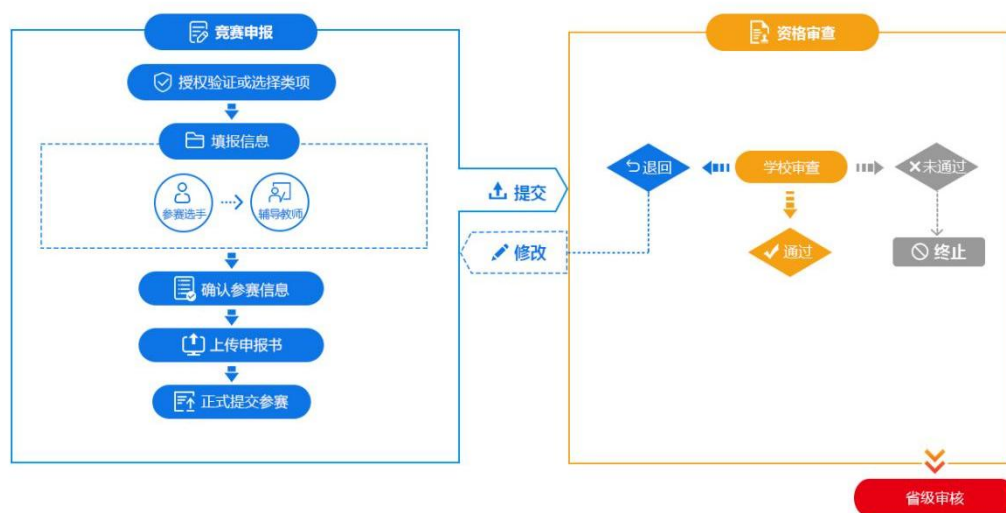 竞赛申报
授权验证或选择类项
填报信息
参赛选手
辅导教师
确认参赛信息
上传申报书
正式提交参赛
提交
修改
资格审查
退回
学校审查
未通过
通过
终止
省级审核